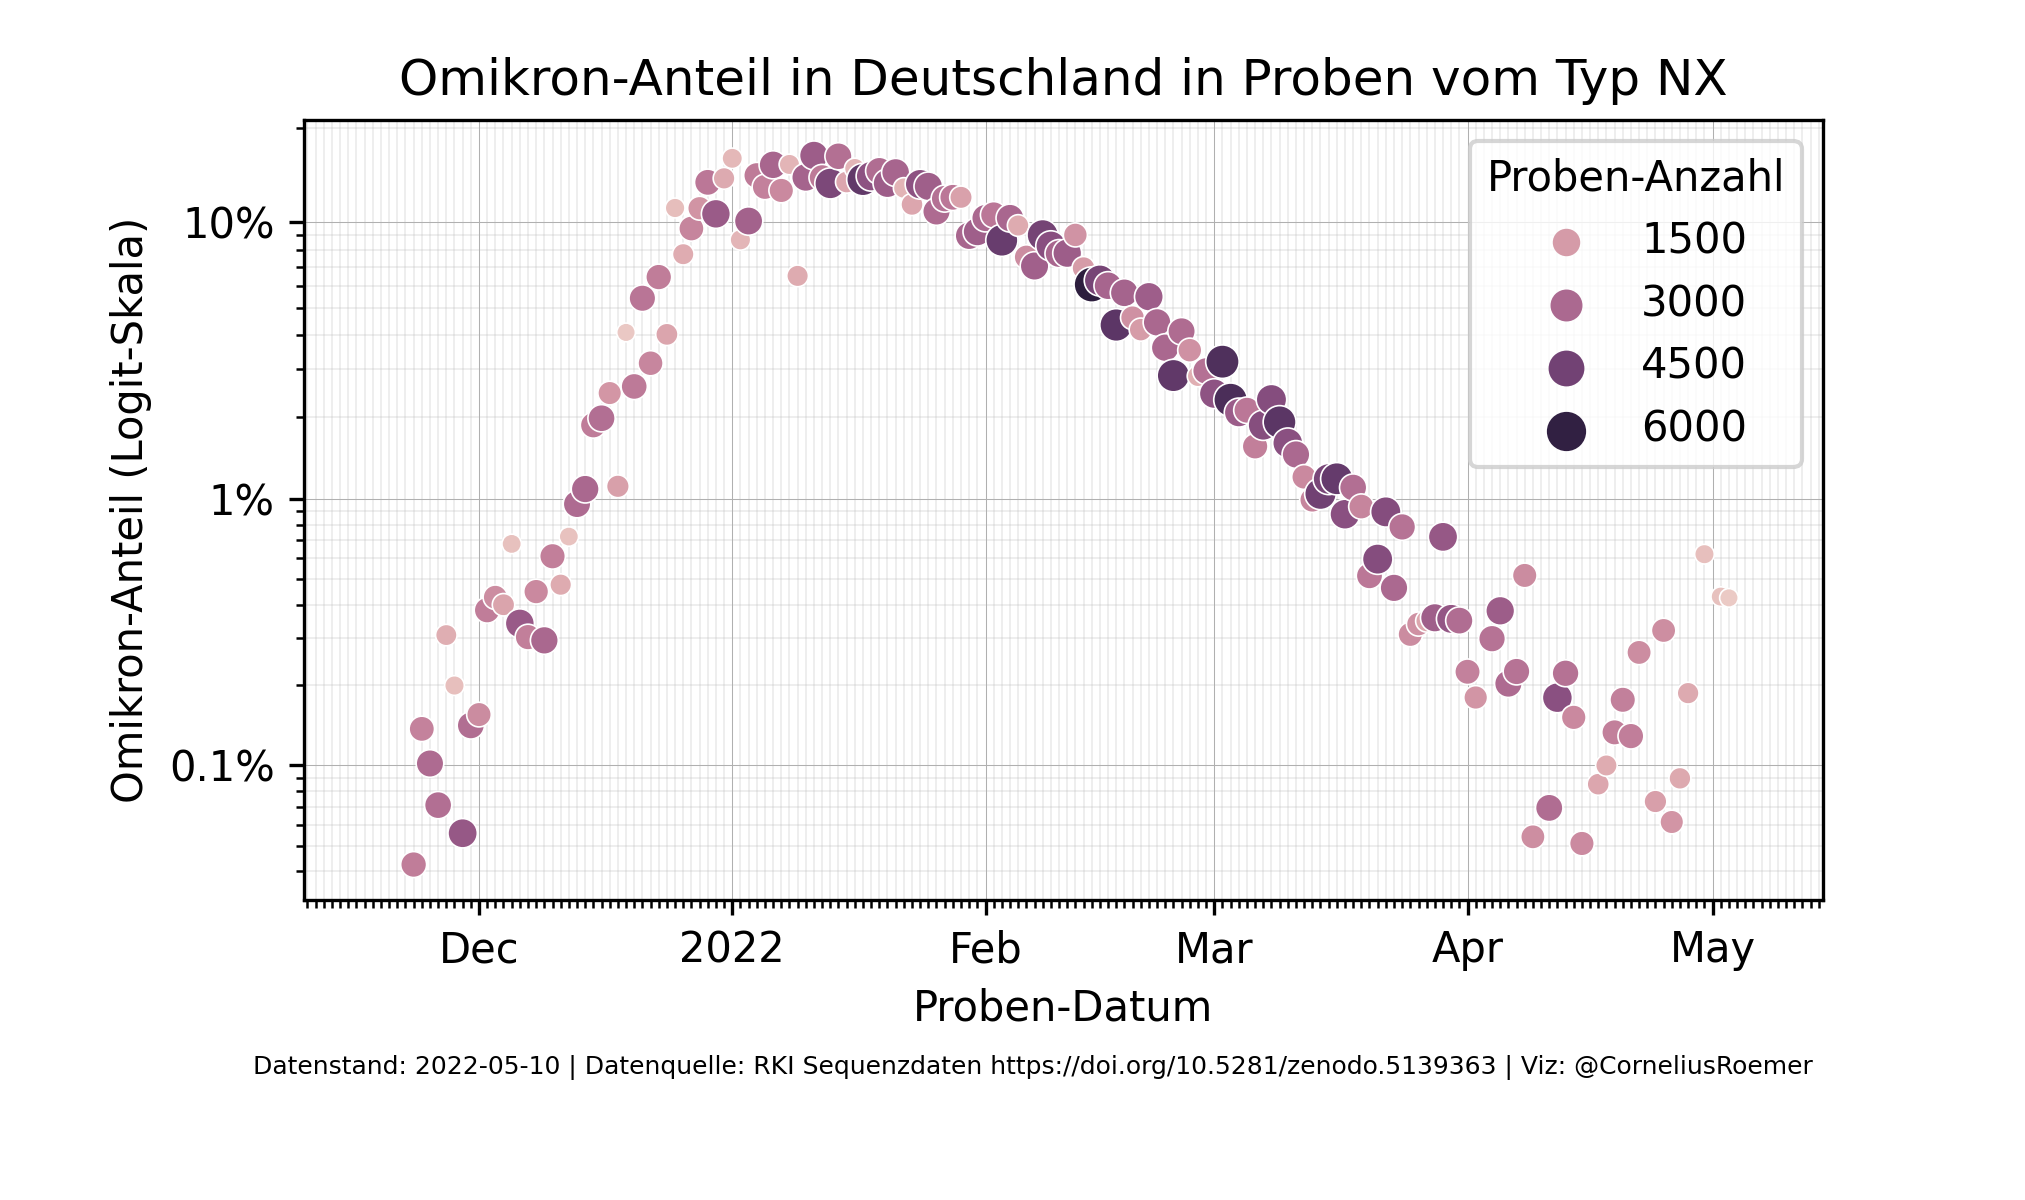 Omikron-Anteil in Deutschland in Proben vom Typ NX
Omikron-Anteil (Logit-Skala)
10%
1%
0.1%
Proben-Anzahl
1500
3000
4500
6000
Dec 2022 Feb Mar Apr May
Proben-Datum
Datenstand: 2022-05-10 | Datenquelle: RKI Sequenzdaten https://doi.org/10.5281/zenodo.5139363 | Viz: @CorneliusRoemer